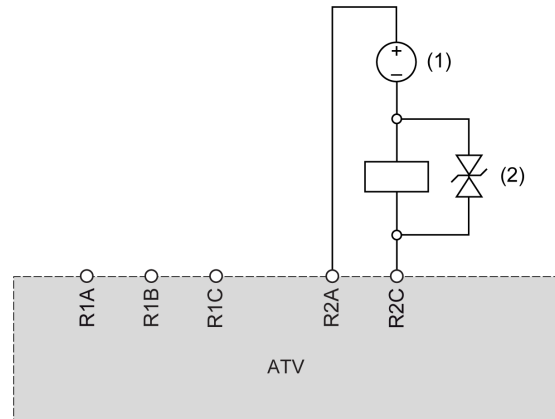 +
(1)
−
(2)
R1A
R1B
R1C
R2A
R2C
ATV